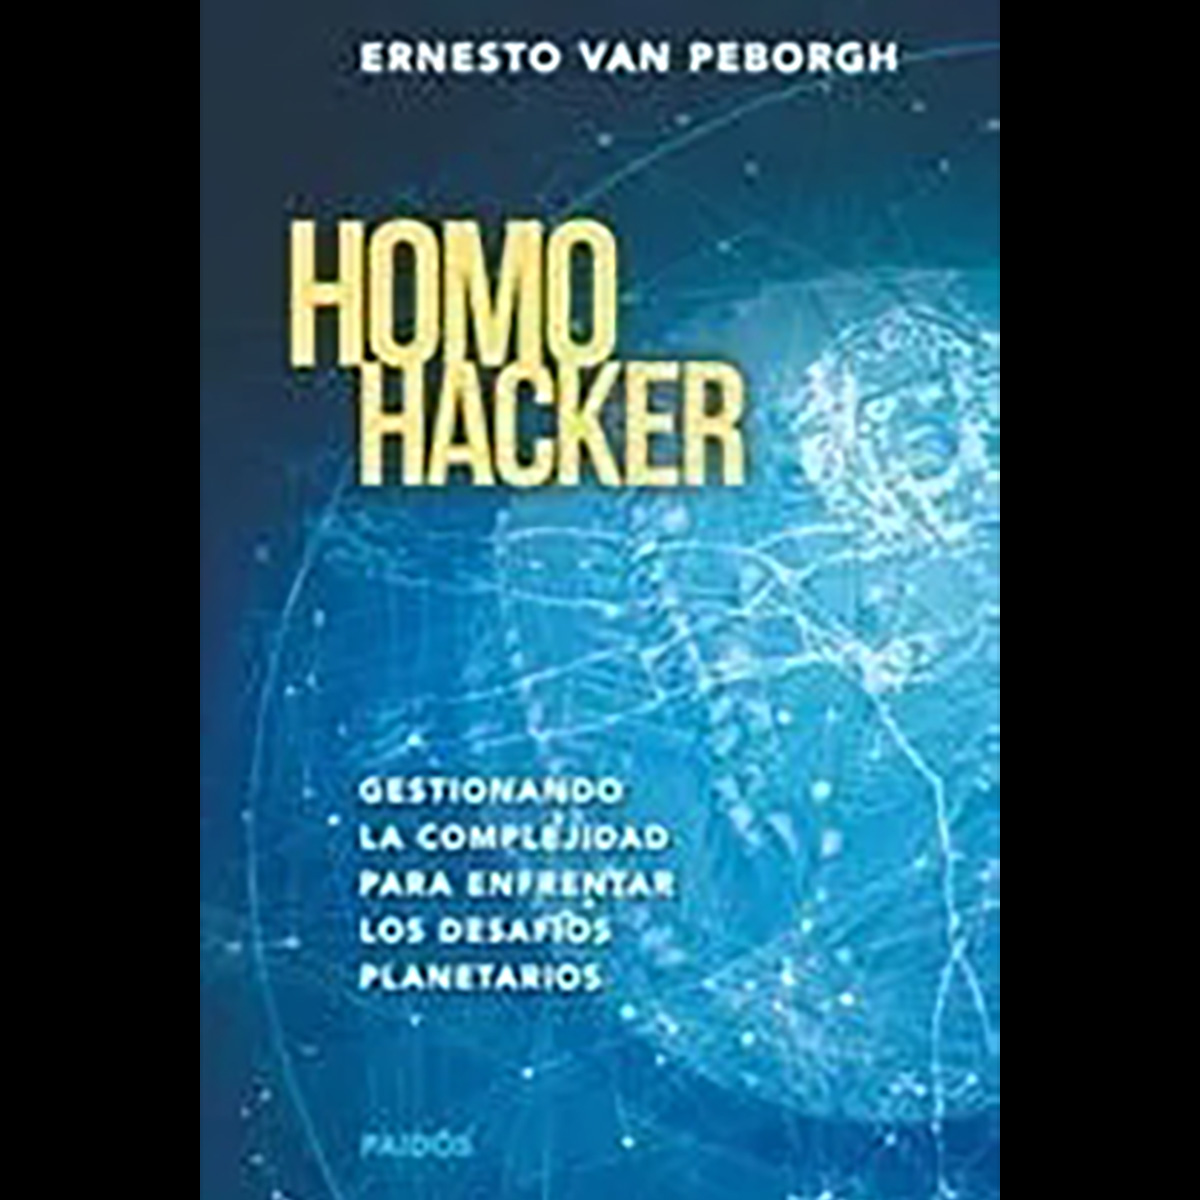 ERNESTO VAN PEBORGH
HOMO
HACKER
GESTIONANDO
LA COMPLEJIDAD
PARA ENFRENTAR
LOS DESAFÍOS
PLANETARIOS
PAIDÓS